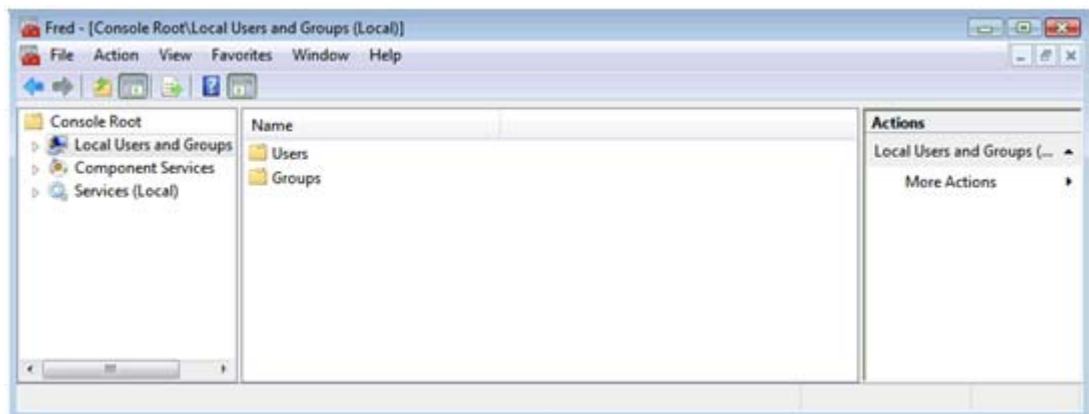 Fred - [Console Root\Local Users and Groups (Local)]
File Action View Favorites Window Help
Console Root
Local Users and Groups
Component Services
Services (Local)
Name
Users
Groups
Actions
Local Users and Groups (...
More Actions